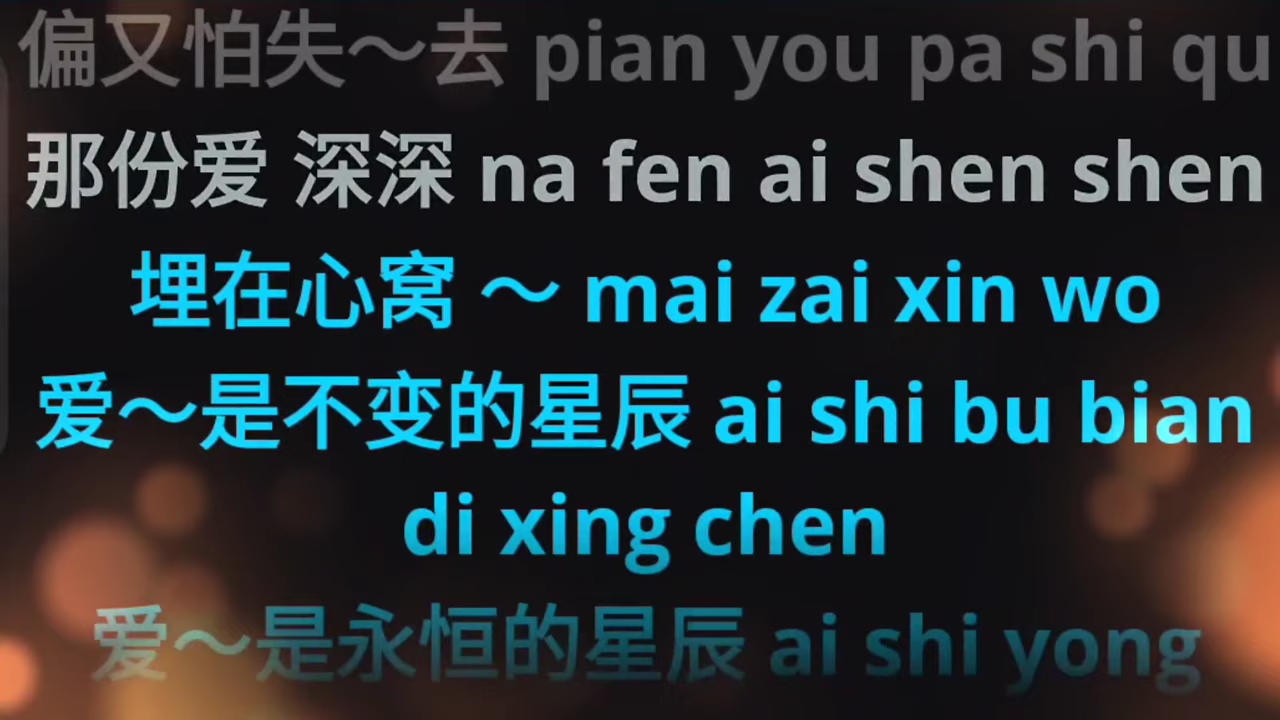 偏又怕失～去 pian you pa shi qu
那份爱 深深 na fen ai shen shen
埋在心窝 ～ mai zai xin wo
爱～是不变的星辰 ai shi bu bian
di xing chen
爱～是永恒的星辰 ai shi yong